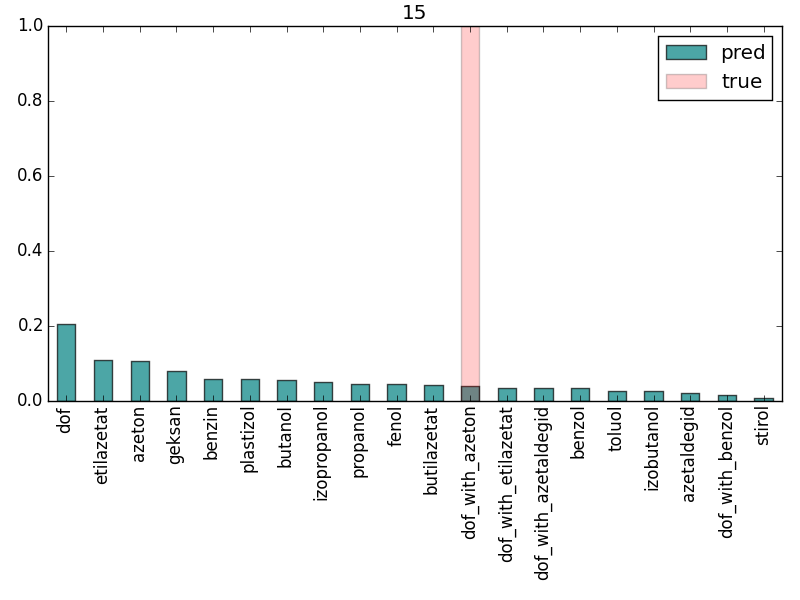 15
1.0
0.8
0.6
0.4
0.2
0.0
pred
true
dof
etilazetat
azeton
geksan
benzin
plastizol
butanol
izopropanol
propanol
fenol
butilazetat
dof_with_azeton
dof_with_etilazetat
dof_with_azetaldegid
benzol
toluol
izobutanol
azetaldegid
dof_with_benzol
stirol